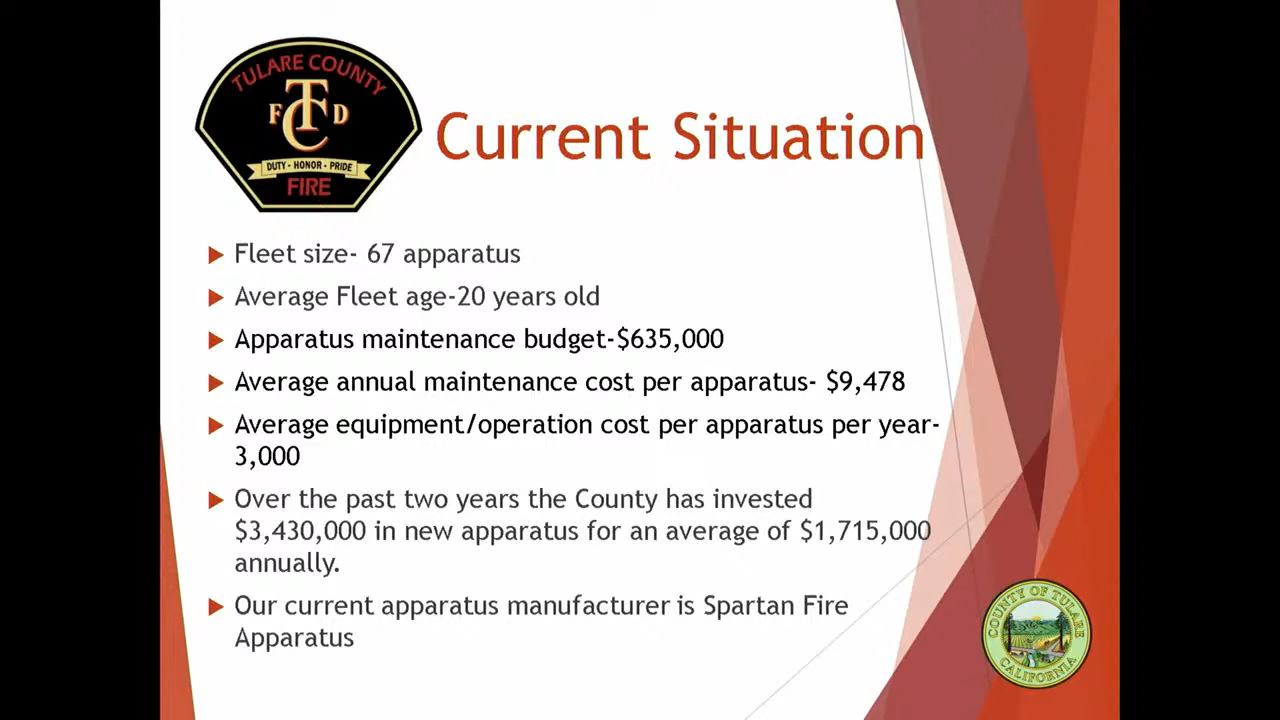 TULARE COUNTY
TC
F D
DUTY - HONOR - PRIDE
FIRE
Current Situation
Fleet size- 67 apparatus
Average Fleet age-20 years old
Apparatus maintenance budget-$635,000
Average annual maintenance cost per apparatus- $9,478
Average equipment/operation cost per apparatus per year-
3,000
Over the past two years the County has invested
$3,430,000 in new apparatus for an average of $1,715,000
annually.
Our current apparatus manufacturer is Spartan Fire
Apparatus
COUNTY OF TULARE
CALIFORNIA